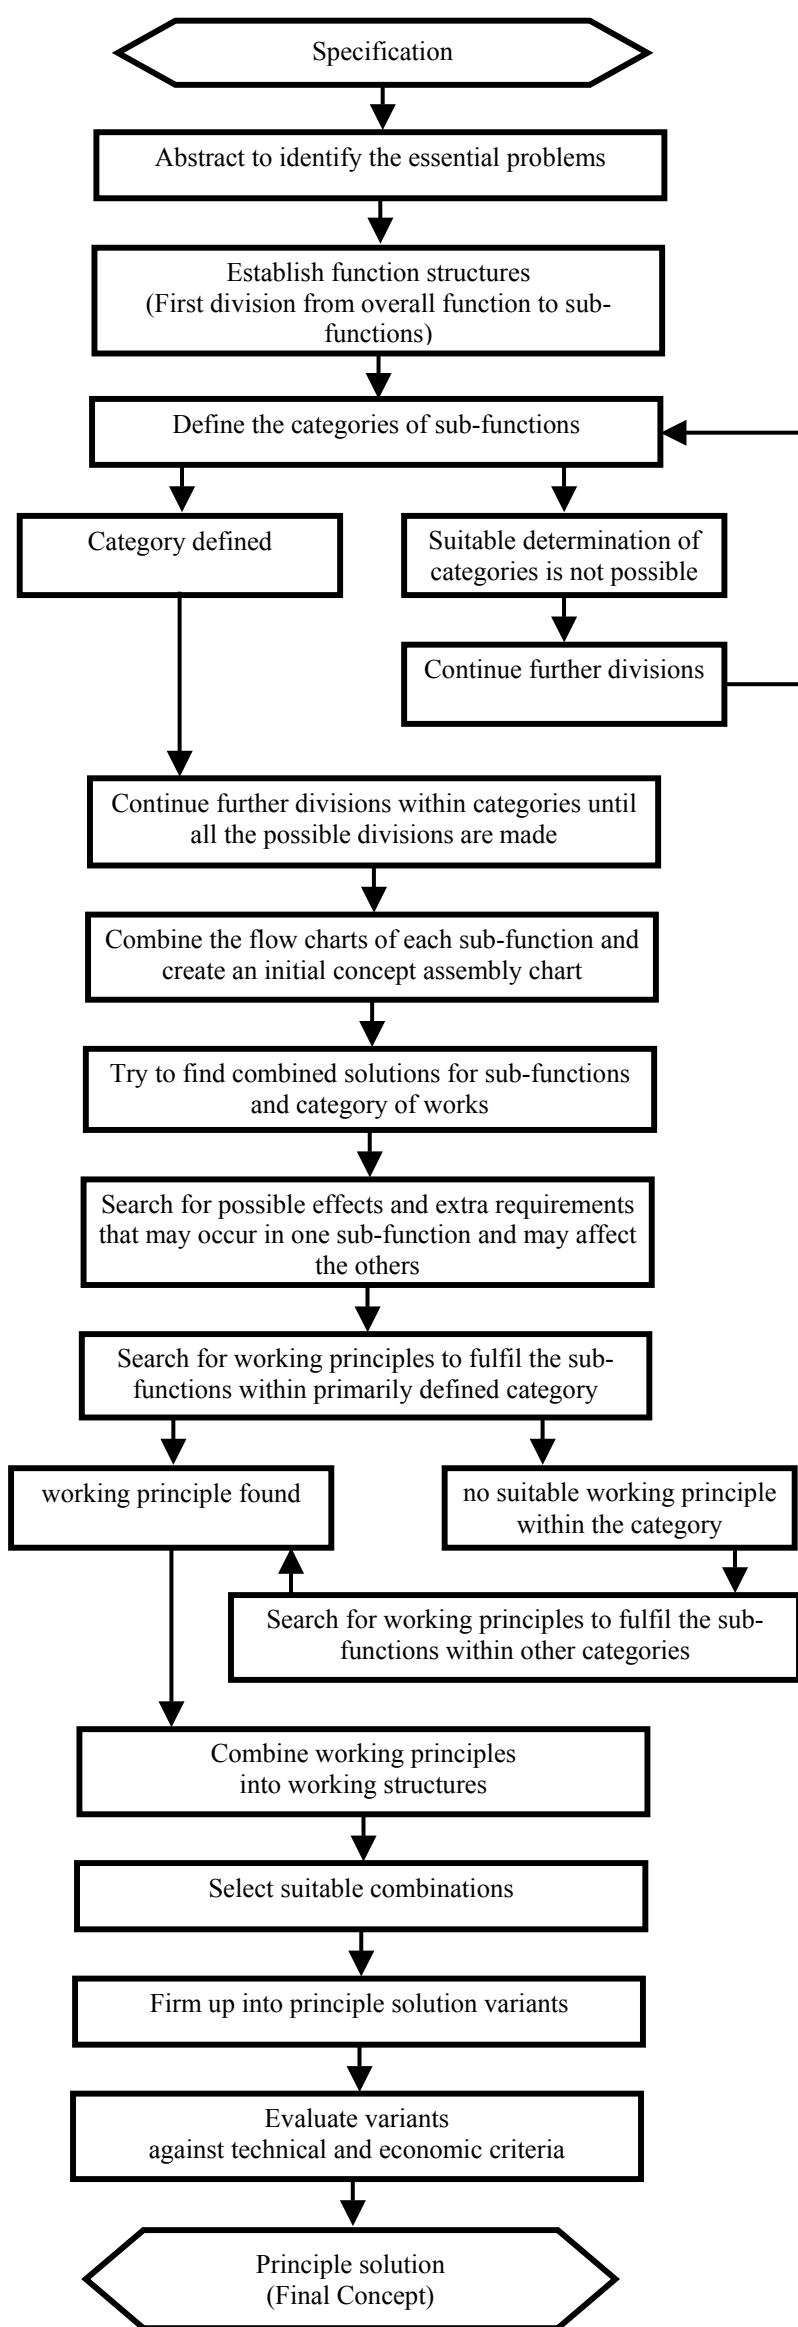 Specification
Abstract to identify the essential problems
Establish function structures
(First division from overall function to sub-
functions)
Define the categories of sub-functions
Category defined
Suitable determination of
categories is not possible
Continue further divisions
Continue further divisions within categories until
all the possible divisions are made
Combine the flow charts of each sub-function and
create an initial concept assembly chart
Try to find combined solutions for sub-functions
and category of works
Search for possible effects and extra requirements
that may occur in one sub-function and may affect
the others
Search for working principles to fulfil the sub-
functions within primarily defined category
working principle found
no suitable working principle
within the category
Search for working principles to fulfil the sub-
functions within other categories
Combine working principles
into working structures
Select suitable combinations
Firm up into principle solution variants
Evaluate variants
against technical and economic criteria
Principle solution
(Final Concept)